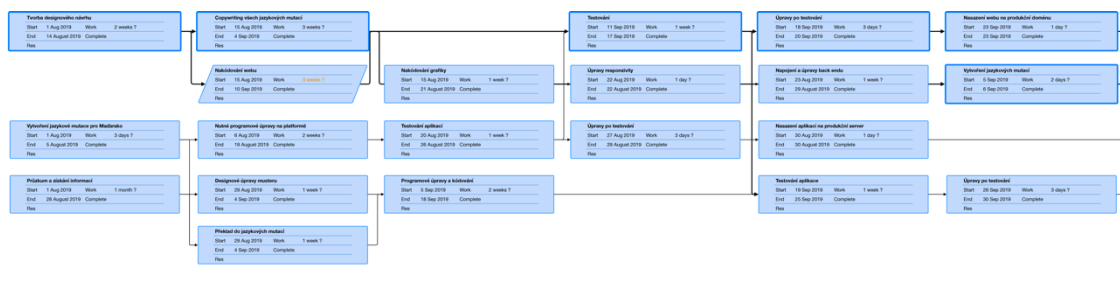 Tvorba designového návrhu
Start 1 Aug 2019 Work 2 weeks ?
End 14 August 2019 Complete
Res
Copywriting všech jazykových mutací
Start 15 Aug 2019 Work 3 weeks ?
End 4 Sep 2019 Complete
Res
Testování
Start 11 Sep 2019 Work 1 week ?
End 17 Sep 2019 Complete
Res
Úpravy po testování
Start 18 Sep 2019 Work 3 days ?
End 20 Sep 2019 Complete
Res
Nasazení webu na produkční doménu
Start 23 Sep 2019 Work 1 day ?
End 23 Sep 2019 Complete
Res
Nakódování webu
Start 15 Aug 2019 Work 3 weeks ?
End 10 Sep 2019 Complete
Res
Nakódování grafiky
Start 15 Aug 2019 Work 1 week ?
End 21 August 2019 Complete
Res
Úpravy responsivity
Start 22 Aug 2019 Work 1 day ?
End 22 August 2019 Complete
Res
Napojení a úpravy back endu
Start 23 Aug 2019 Work 1 week ?
End 29 August 2019 Complete
Res
Vytvoření jazykových mutací
Start 5 Sep 2019 Work 2 days ?
End 6 Sep 2019 Complete
Res
Vytvoření jazykové mutace pro Maďarsko
Start 1 Aug 2019 Work 3 days ?
End 5 August 2019 Complete
Res
Nutné programové úpravy na platformě
Start 6 Aug 2019 Work 2 weeks ?
End 19 August 2019 Complete
Res
Testování aplikací
Start 20 Aug 2019 Work 1 week ?
End 26 August 2019 Complete
Res
Úpravy po testování
Start 27 Aug 2019 Work 3 days ?
End 29 August 2019 Complete
Res
Nasazení aplikací na produkční server
Start 30 Aug 2019 Work 1 day ?
End 30 August 2019 Complete
Res
Průzkum a získání informací
Start 1 Aug 2019 Work 1 month ?
End 28 August 2019 Complete
Res
Designové úpravy musteru
Start 29 Aug 2019 Work 1 week ?
End 4 Sep 2019 Complete
Res
Programové úpravy a kódování
Start 5 Sep 2019 Work 2 weeks ?
End 18 Sep 2019 Complete
Res
Testování aplikace
Start 19 Sep 2019 Work 1 week ?
End 25 Sep 2019 Complete
Res
Úpravy po testování
Start 26 Sep 2019 Work 3 days ?
End 30 Sep 2019 Complete
Res
Překlad do jazykových mutací
Start 29 Aug 2019 Work 1 week ?
End 4 Sep 2019 Complete
Res